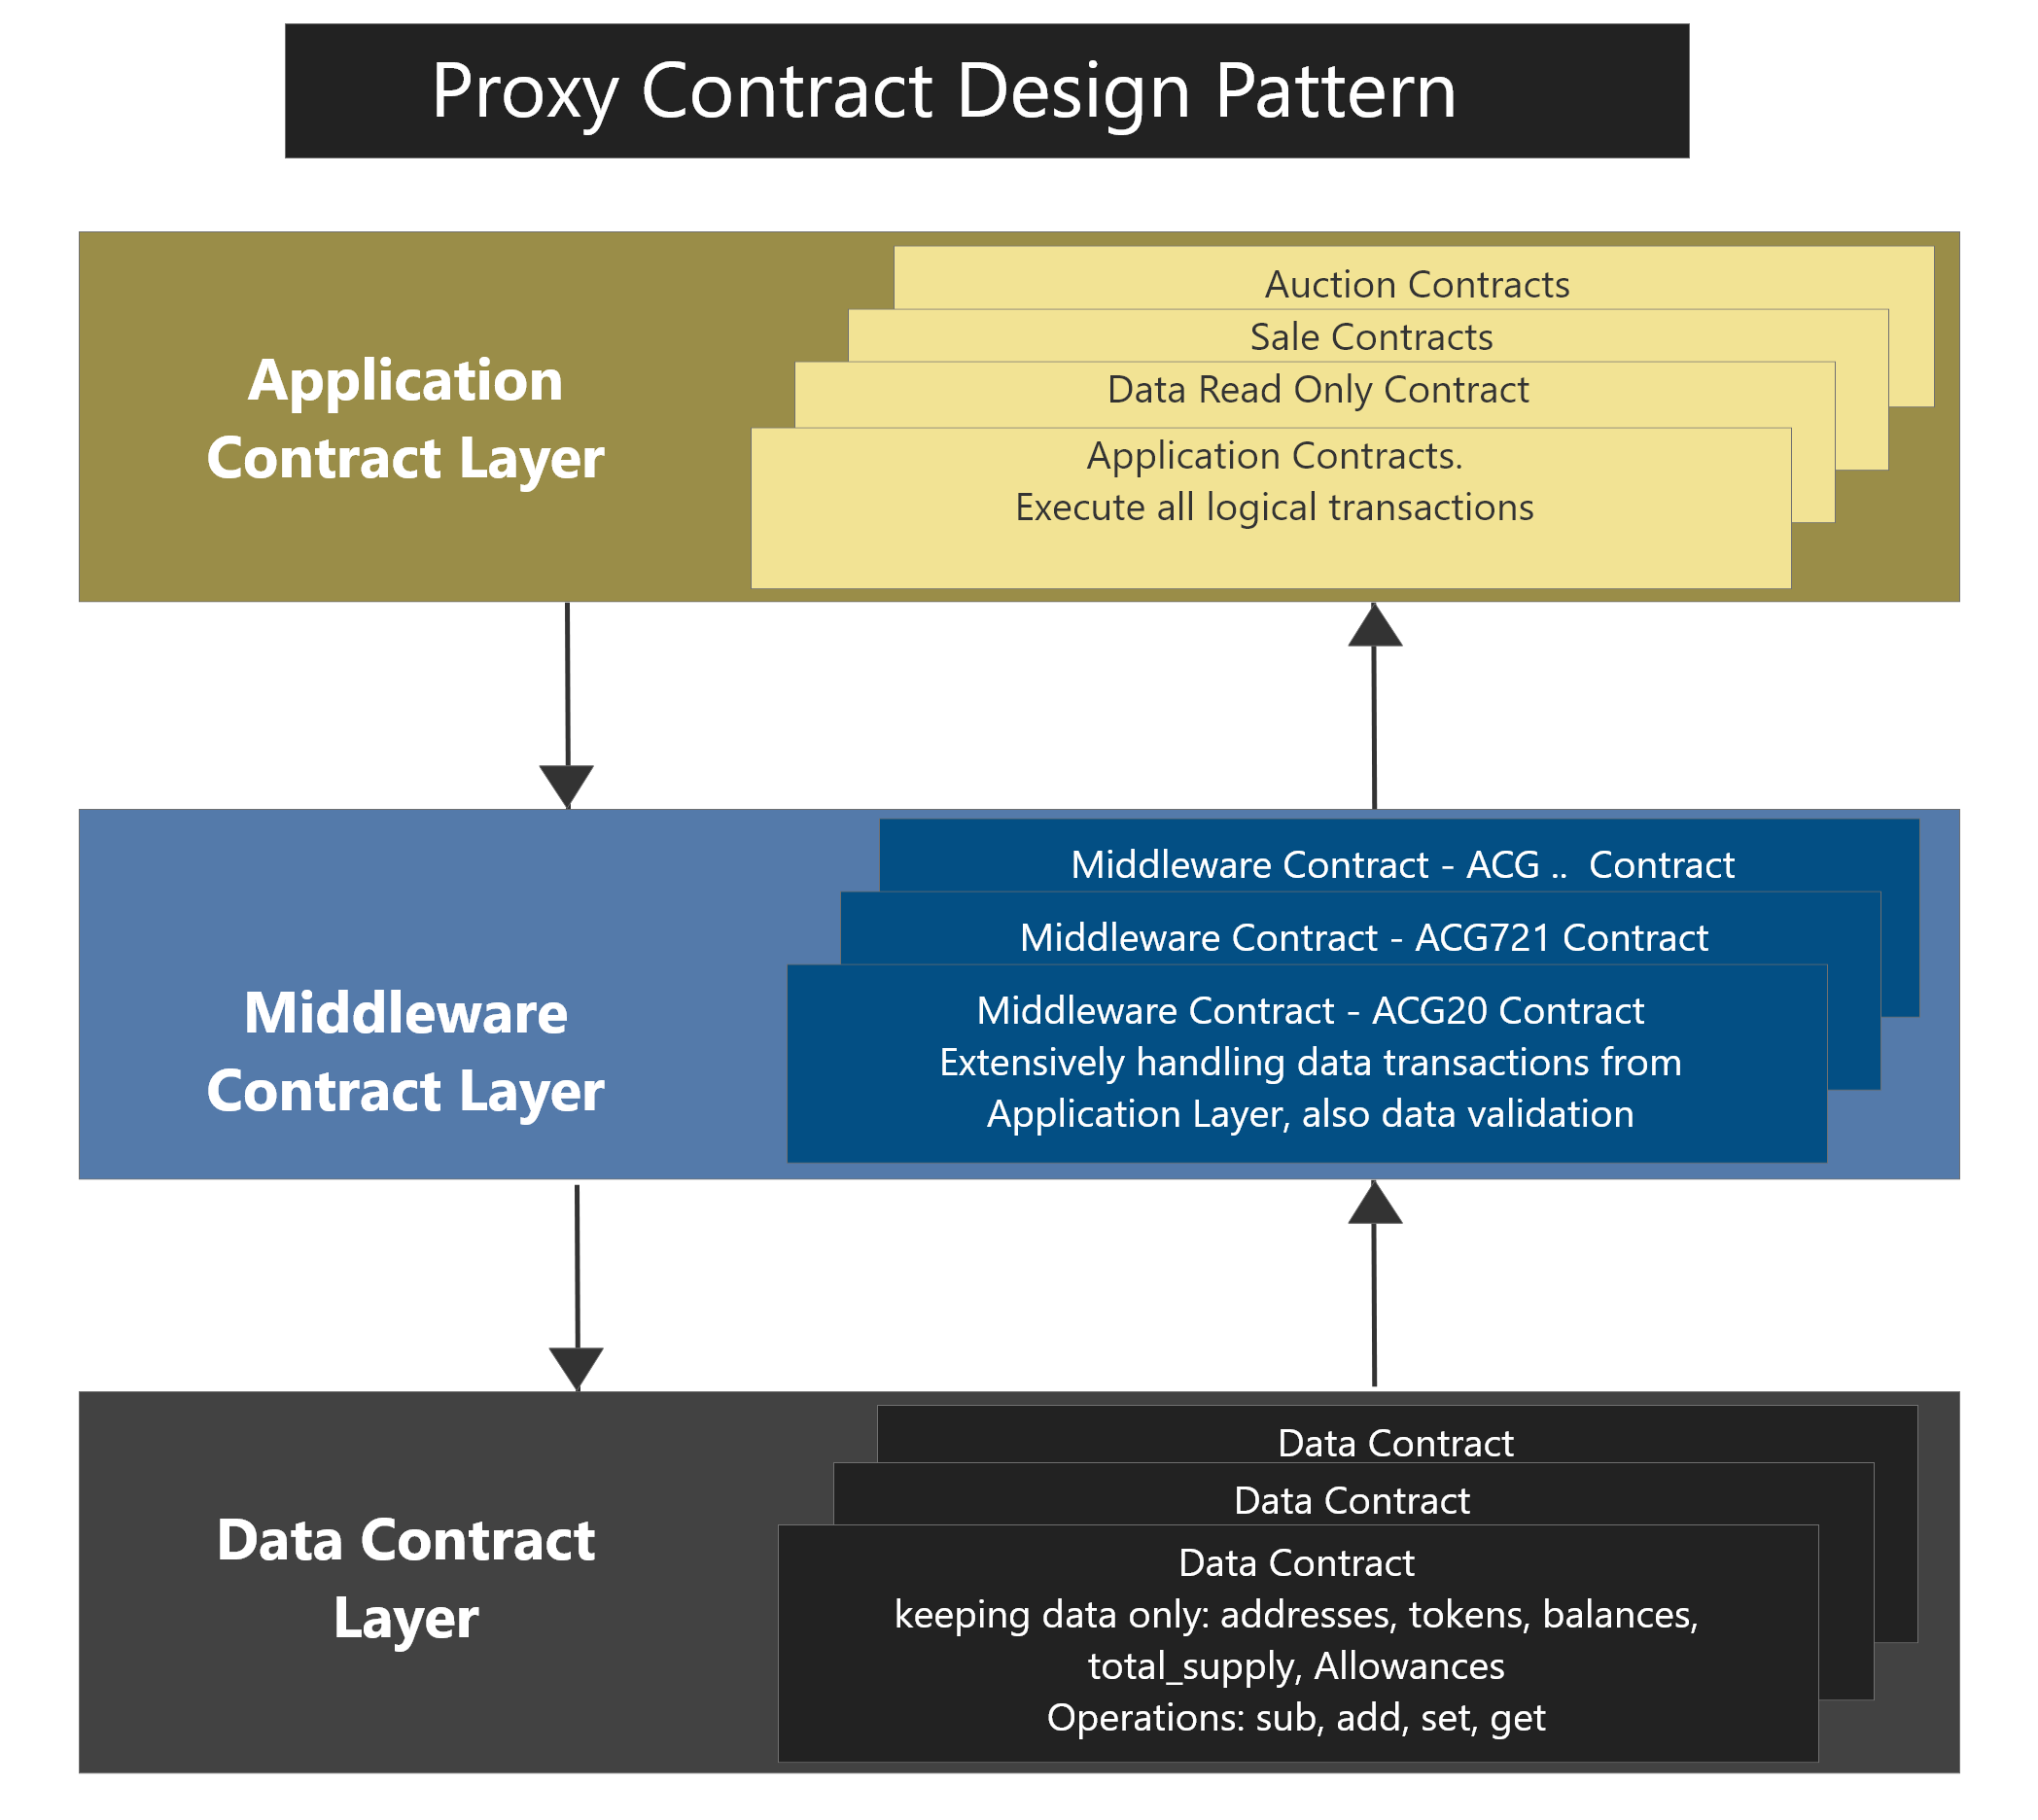 Proxy Contract Design Pattern
Application
Contract Layer
Auction Contracts
Sale Contracts
Data Read Only Contract
Application Contracts.
Execute all logical transactions
Middleware
Contract Layer
Middleware Contract - ACG ..  Contract
Middleware Contract - ACG721 Contract
Middleware Contract - ACG20 Contract
Extensively handling data transactions from
Application Layer, also data validation
Data Contract
Layer
Data Contract
Data Contract
Data Contract
keeping data only: addresses, tokens, balances,
total_supply, Allowances
Operations: sub, add, set, get